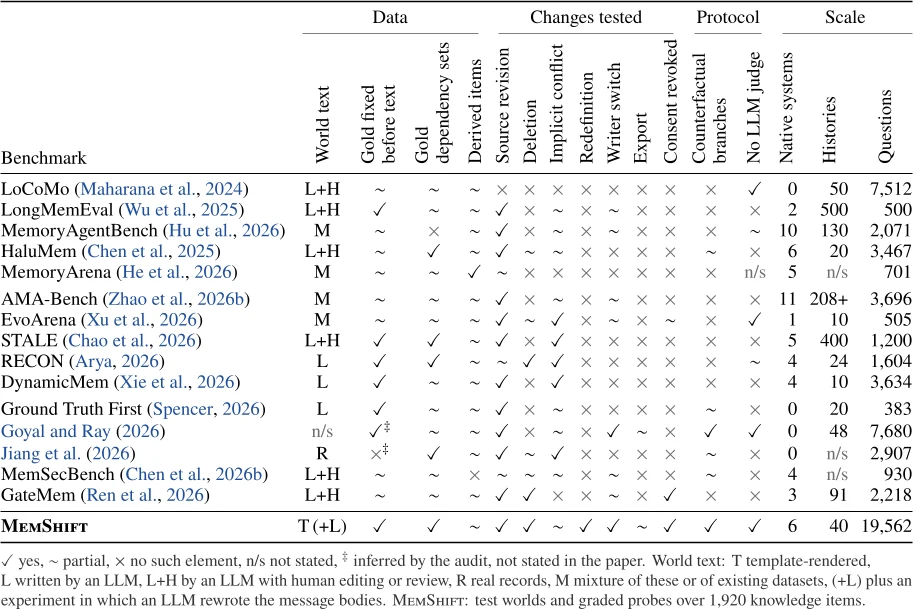 Data Changes tested Protocol Scale
Benchmark World text Gold fixed before text Gold dependency sets Derived items Source revision Deletion Implicit conflict Redefinition Writer switch Export Consent revoked Counterfactual branches No LLM judge Native systems Histories Questions
LoCoMo (Maharana et al., 2024) L+H ~ ~ ~ × × × × × × × × ✓ 0 50 7,512
LongMemEval (Wu et al., 2025) L+H ✓ ~ ~ ✓ × ~ × ~ × × × × 2 500 500
MemoryAgentBench (Hu et al., 2026) M ~ × ~ ✓ × ~ × ~ × × × ~ 10 130 2,071
HaluMem (Chen et al., 2025) L+H ~ ✓ ~ ✓ ~ ~ × × × × ~ × 6 20 3,467
MemoryArena (He et al., 2026) M ~ ~ ✓ ~ × × × × × × × n/s 5 n/s 701
AMA-Bench (Zhao et al., 2026b) M ~ ~ ~ ✓ × ~ × × × × × × 11 208+ 3,696
EvoArena (Xu et al., 2026) M ~ ~ ~ ✓ ~ ✓ ~ × ~ × ~ ✓ 1 10 505
STALE (Chao et al., 2026) L+H ✓ ✓ ~ ✓ × ✓ × × × × × × 5 400 1,200
RECON (Arya, 2026) L ✓ ✓ ~ ~ ✓ ✓ × × × × × ~ 4 24 1,604
DynamicMem (Xie et al., 2026) L ✓ ~ ~ ✓ × ✓ × × × × × × 4 10 3,634
Ground Truth First (Spencer, 2026) L ✓ ~ ~ ✓ × ~ × × × × ~ × 0 20 383
Goyal and Ray (2026) n/s ✓‡ ~ ~ ✓ × ~ × ✓ ~ × ✓ ✓ 0 48 7,680
Jiang et al. (2026) R ×‡ ✓ ~ ✓ ~ ✓ × × × × ~ × 0 n/s 2,907
MemSecBench (Chen et al., 2026b) L+H ~ ~ × ~ ~ ~ × × × × × × 4 n/s 930
GateMem (Ren et al., 2026) L+H ~ ~ ~ ✓ ✓ × × ~ × ✓ × × 3 91 2,218
MEMSHIFT T (+L) ✓ ✓ ~ ✓ ✓ ~ ✓ ✓ ~ ✓ ✓ ✓ 6 40 19,562
✓ yes, ~ partial, × no such element, n/s not stated, ‡ inferred by the audit, not stated in the paper. World text: T template-rendered,
L written by an LLM, L+H by an LLM with human editing or review, R real records, M mixture of these or of existing datasets, (+L) plus an
experiment in which an LLM rewrote the message bodies. MEMSHIFT: test worlds and graded probes over 1,920 knowledge items.